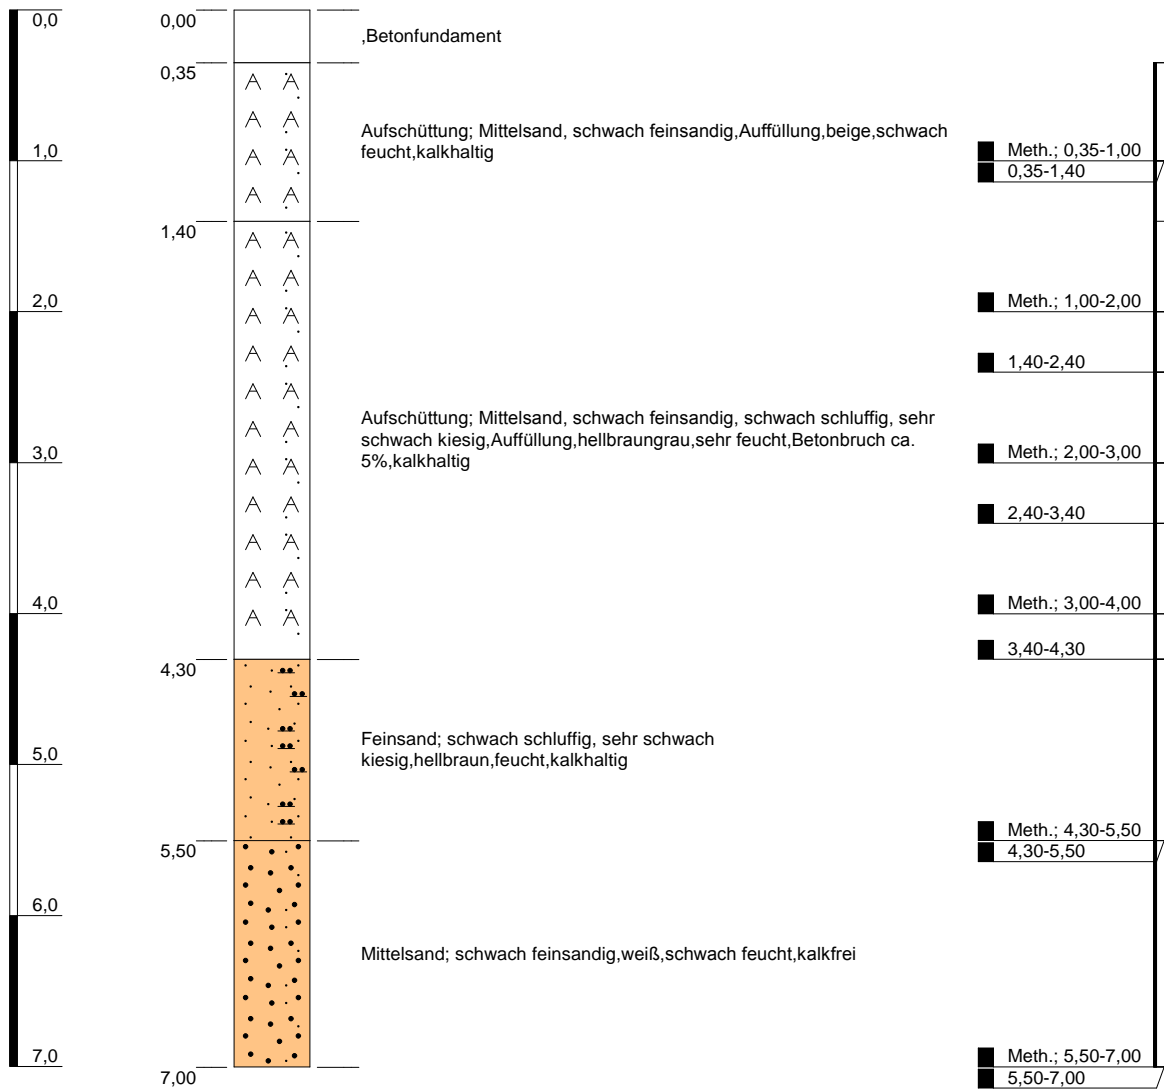 0,0
0,00
,Betonfundament
0,35
Aufschüttung; Mittelsand, schwach feinsandig,Auffüllung,beige,schwach
feucht,kalkhaltig
1,0
Meth.; 0,35-1,00
0,35-1,40
1,40
2,0
Meth.; 1,00-2,00
1,40-2,40
Aufschüttung; Mittelsand, schwach feinsandig, schwach schluffig, sehr
schwach kiesig,Auffüllung,hellbraungrau,sehr feucht,Betonbruch ca.
5%,kalkhaltig
3,0
Meth.; 2,00-3,00
2,40-3,40
4,0
Meth.; 3,00-4,00
3,40-4,30
4,30
Feinsand; schwach schluffig, sehr schwach
kiesig,hellbraun,feucht,kalkhaltig
5,0
Meth.; 4,30-5,50
4,30-5,50
5,50
6,0
Mittelsand; schwach feinsandig,weiß,schwach feucht,kalkfrei
7,0
Meth.; 5,50-7,00
5,50-7,00
7,00